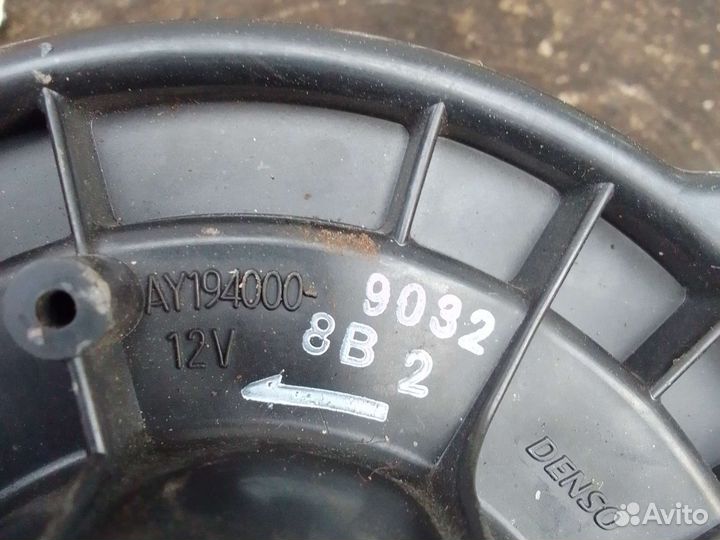 AY194000- 9032
12V 8B 2
DENSO
Avito